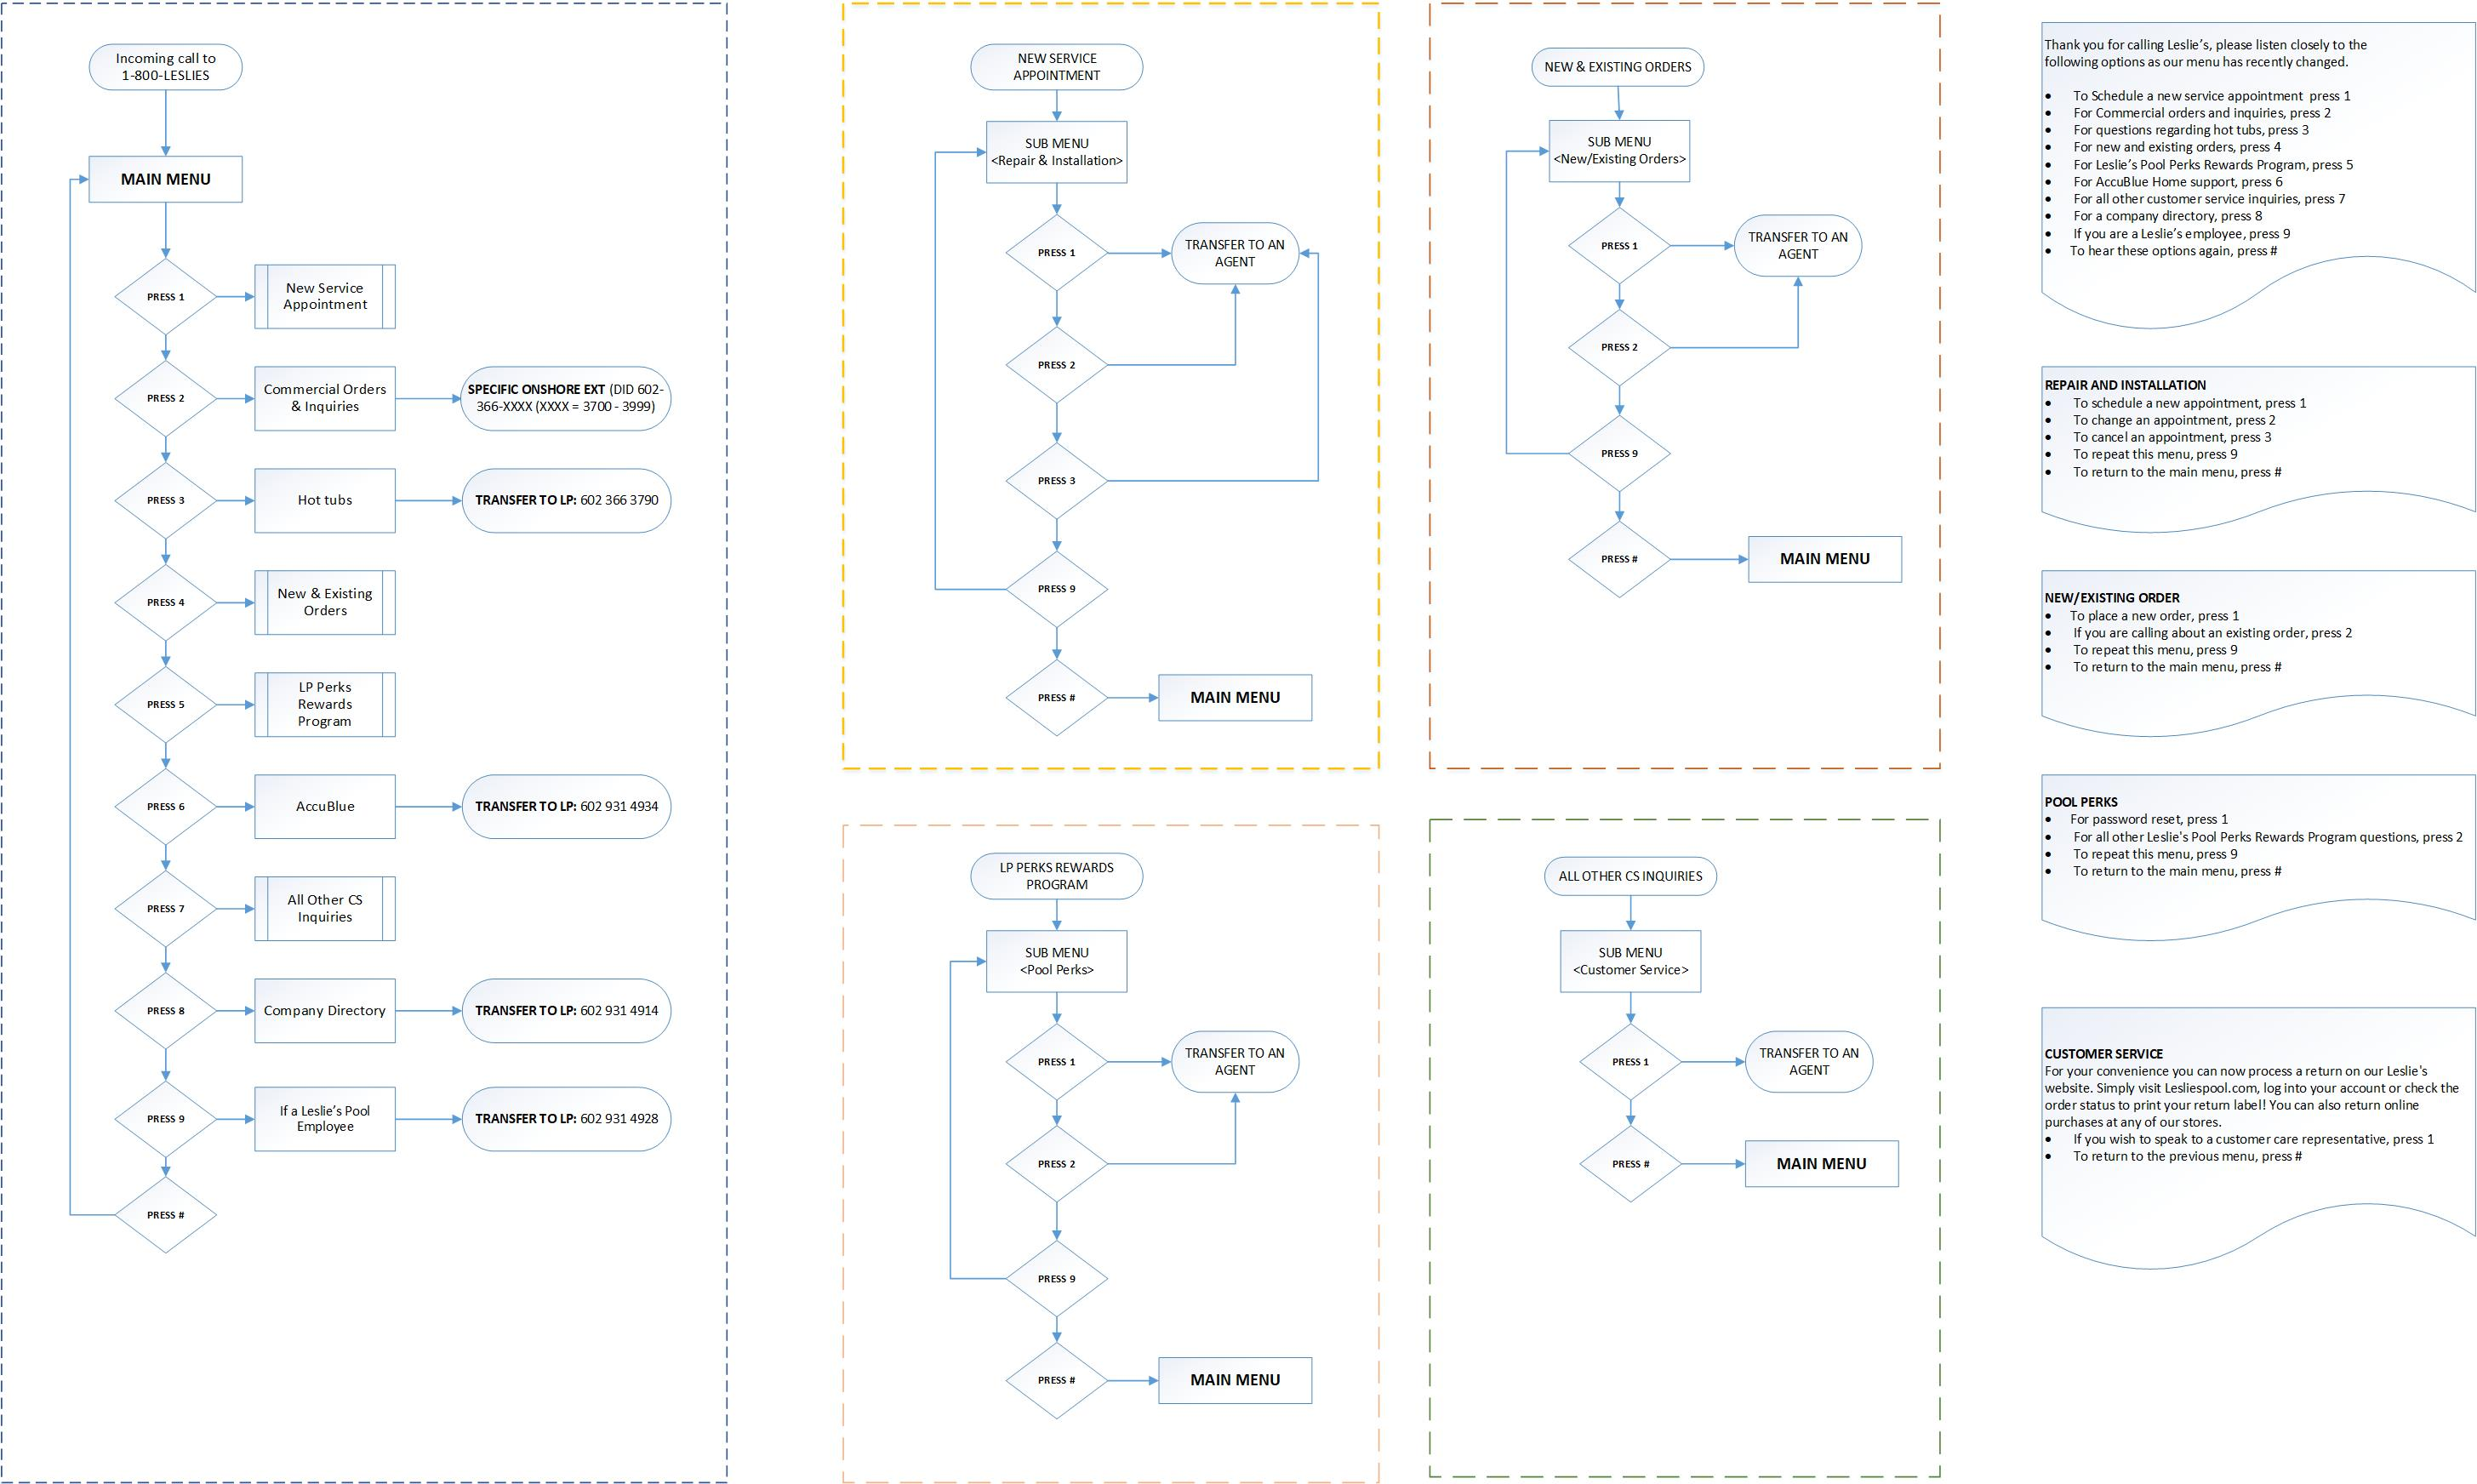 Incoming call to
1-800-LESLIES
MAIN MENU
PRESS 1
New Service
Appointment
PRESS 2
Commercial Orders
& Inquiries
SPECIFIC ONSHORE EXT (DID 602-
366-XXXX (XXXX = 3700 - 3999)
PRESS 3
Hot tubs
TRANSFER TO LP: 602 366 3790
PRESS 4
New & Existing
Orders
PRESS 5
LP Perks
Rewards
Program
PRESS 6
AccuBlue
TRANSFER TO LP: 602 931 4934
PRESS 7
All Other CS
Inquiries
PRESS 8
Company Directory
TRANSFER TO LP: 602 931 4914
PRESS 9
If a Leslie’s Pool
Employee
TRANSFER TO LP: 602 931 4928
PRESS #
NEW SERVICE
APPOINTMENT
SUB MENU
<Repair & Installation>
PRESS 1
TRANSFER TO AN
AGENT
PRESS 2
PRESS 3
PRESS 9
PRESS #
MAIN MENU
NEW & EXISTING ORDERS
SUB MENU
<New/Existing Orders>
PRESS 1
TRANSFER TO AN
AGENT
PRESS 2
PRESS 9
PRESS #
MAIN MENU
LP PERKS REWARDS
PROGRAM
SUB MENU
<Pool Perks>
PRESS 1
TRANSFER TO AN
AGENT
PRESS 2
PRESS 9
PRESS #
MAIN MENU
ALL OTHER CS INQUIRIES
SUB MENU
<Customer Service>
PRESS 1
TRANSFER TO AN
AGENT
PRESS #
MAIN MENU
Thank you for calling Leslie’s, please listen closely to the
following options as our menu has recently changed.
• To Schedule a new service appointment press 1
• For Commercial orders and inquiries, press 2
• For questions regarding hot tubs, press 3
• For new and existing orders, press 4
• For Leslie’s Pool Perks Rewards Program, press 5
• For AccuBlue Home support, press 6
• For all other customer service inquiries, press 7
• For a company directory, press 8
• If you are a Leslie’s employee, press 9
• To hear these options again, press #
REPAIR AND INSTALLATION
• To schedule a new appointment, press 1
• To change an appointment, press 2
• To cancel an appointment, press 3
• To repeat this menu, press 9
• To return to the main menu, press #
NEW/EXISTING ORDER
• To place a new order, press 1
• If you are calling about an existing order, press 2
• To repeat this menu, press 9
• To return to the main menu, press #
POOL PERKS
• For password reset, press 1
• For all other Leslie's Pool Perks Rewards Program questions, press 2
• To repeat this menu, press 9
• To return to the main menu, press #
CUSTOMER SERVICE
For your convenience you can now process a return on our Leslie's
website. Simply visit Lesliespool.com, log into your account or check the
order status to print your return label! You can also return online
purchases at any of our stores.
• If you wish to speak to a customer care representative, press 1
• To return to the previous menu, press #